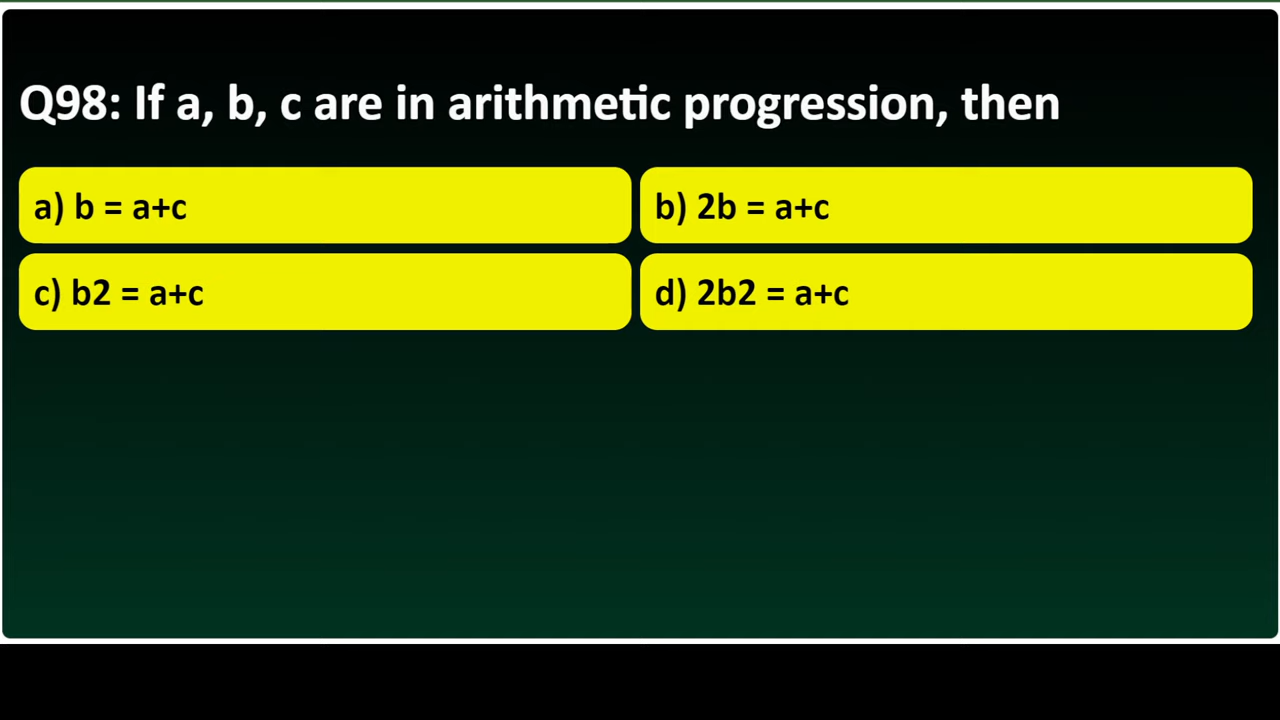 Q98: If a, b, c are in arithmetic progression, then
a) b = a+c
b) 2b = a+c
c) b2 = a+c
d) 2b2 = a+c